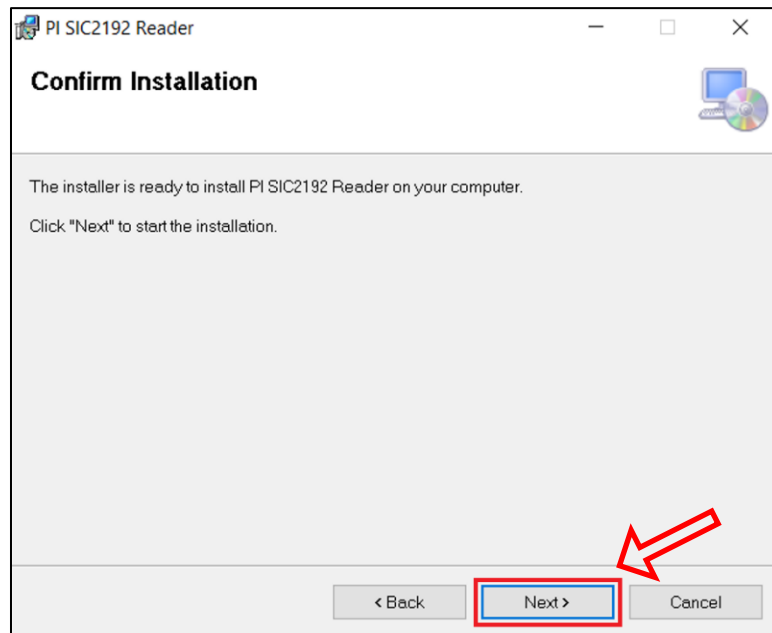 PI SIC2192 Reader
Confirm Installation
The installer is ready to install PI SIC2192 Reader on your computer.
Click "Next" to start the installation.
< Back
Next >
Cancel